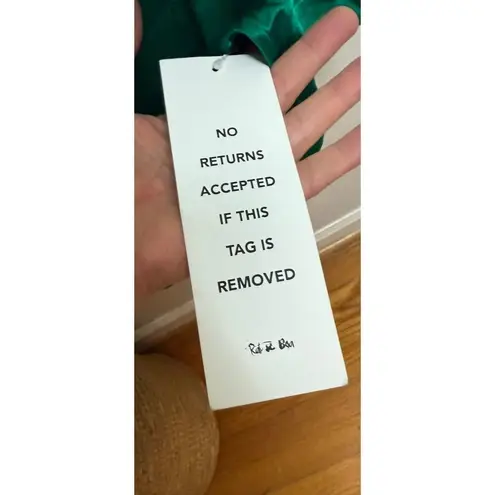 NO
RETURNS
ACCEPTED
IF THIS
TAG IS
REMOVED